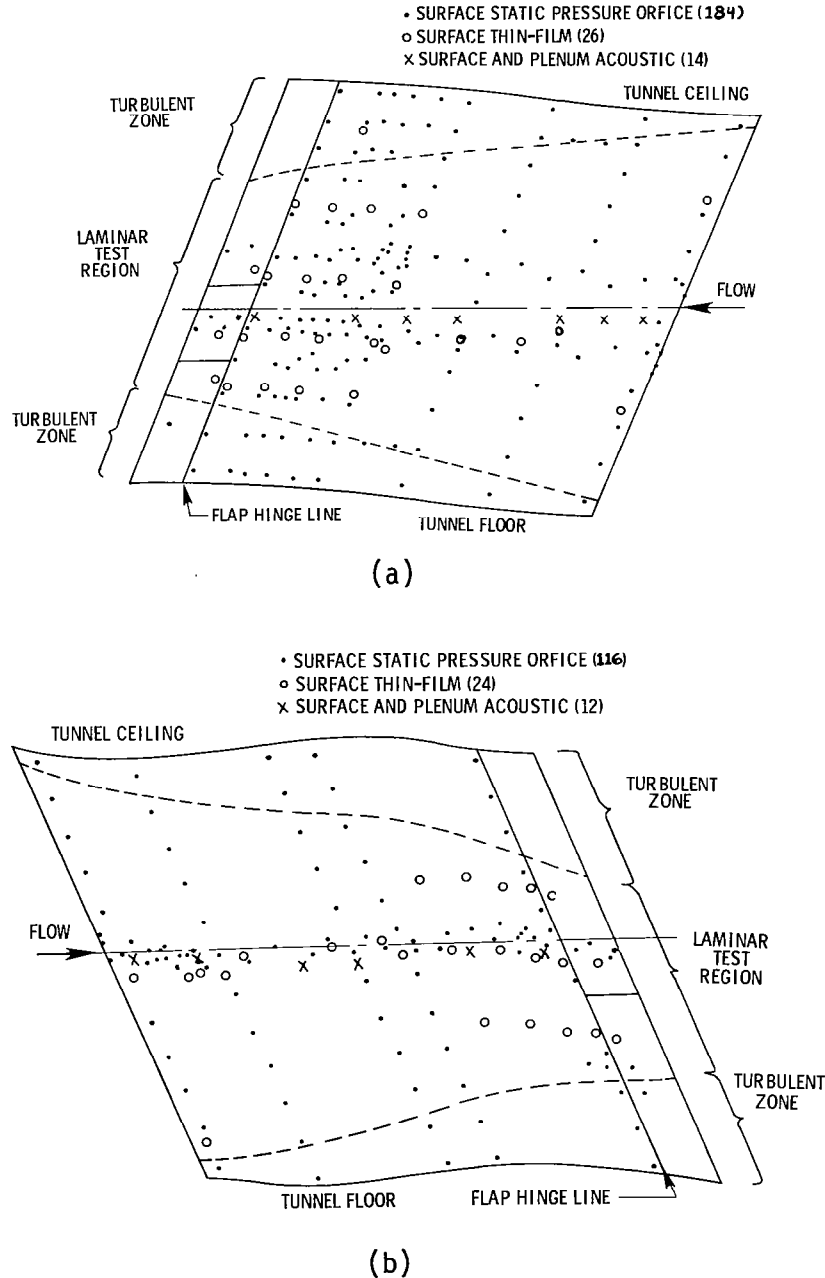 • SURFACE STATIC PRESSURE ORFICE (184)
o SURFACE THIN-FILM (26)
x SURFACE AND PLENUM ACOUSTIC (14)
TURBULENT
ZONE
TUNNEL CEILING
LAMINAR
TEST
REGION
FLOW
TURBULENT
ZONE
FLAP HINGE LINE
TUNNEL FLOOR
(a)
• SURFACE STATIC PRESSURE ORFICE (116)
o SURFACE THIN-FILM (24)
x SURFACE AND PLENUM ACOUSTIC (12)
TUNNEL CEILING
TURBULENT
ZONE
FLOW
LAMINAR
TEST
REGION
TURBULENT
ZONE
TUNNEL FLOOR
FLAP HINGE LINE
(b)